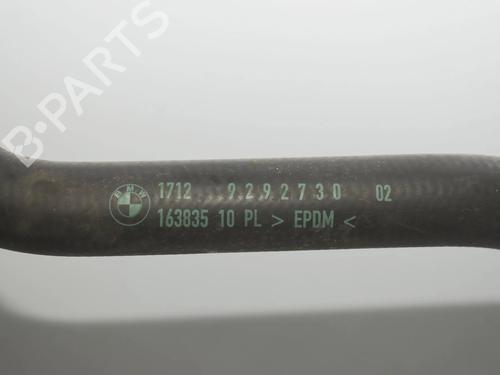 B-PARTS
BMW
1712 9292730 02
163835 10 PL > EPDM <